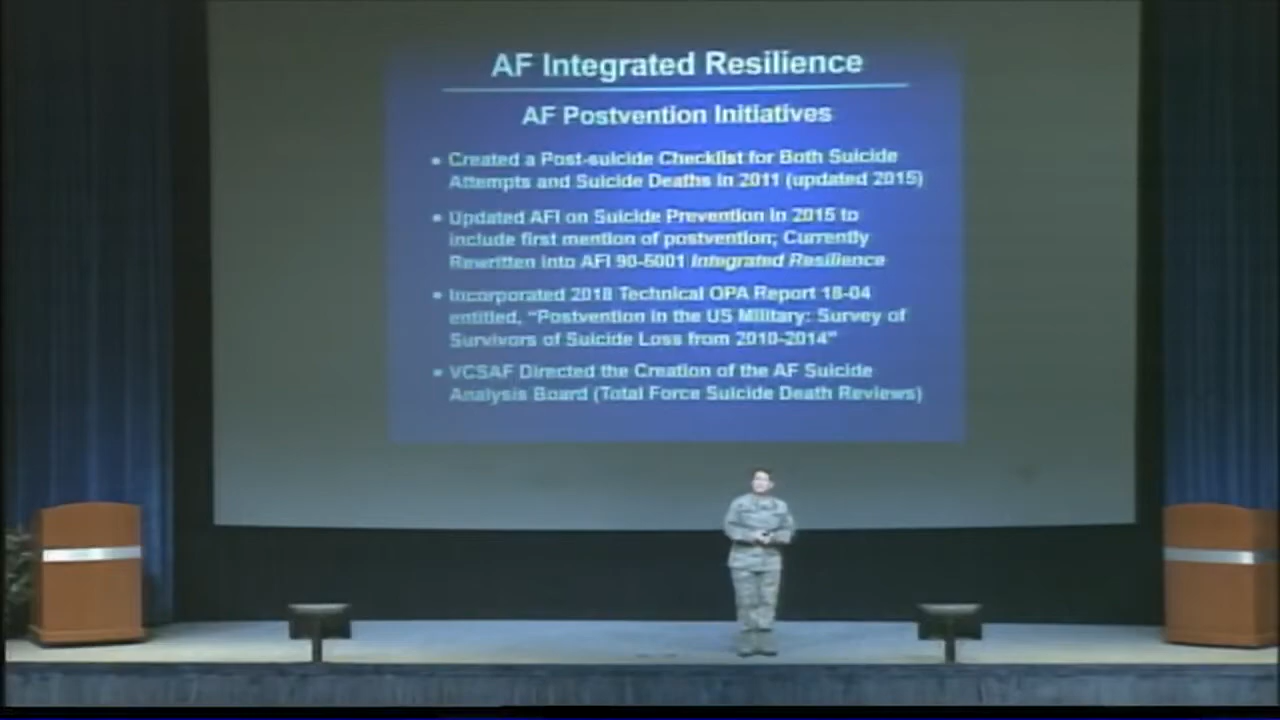 AF Integrated Resilience
AF Postvention Initiatives
• Created a Post-suicide Checklist for Both Suicide
Attempts and Suicide Deaths in 2011 (updated 2015)
• Updated AFI on Suicide Prevention in 2015 to
include first mention of postvention; Currently
Rewritten into AFI 90-5001 Integrated Resilience
• Incorporated 2018 Technical OPA Report 18-04
entitled, “Postvention in the US Military: Survey of
Survivors of Suicide Loss from 2010-2014”
• VCSAF Directed the Creation of the AF Suicide
Analysis Board (Total Force Suicide Death Reviews)